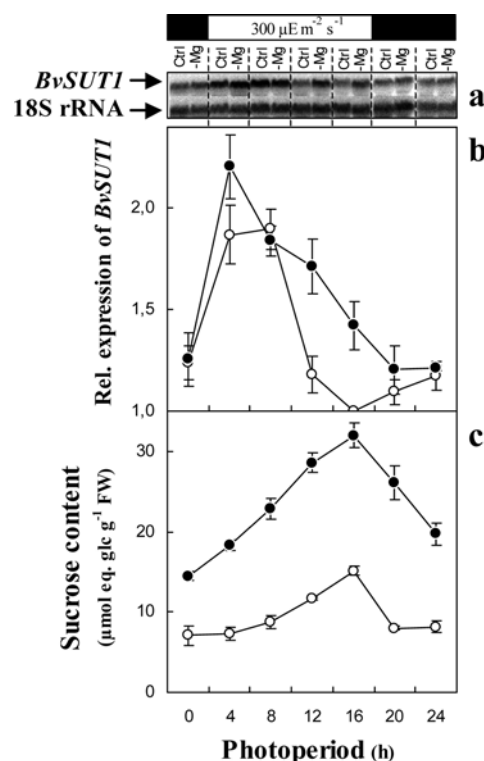 300 µE m⁻² s⁻¹
Ctrl -Mg Ctrl -Mg Ctrl -Mg Ctrl -Mg Ctrl -Mg Ctrl -Mg Ctrl -Mg
BvSUT1
18S rRNA
a
b
Rel. expression of BvSUT1
2,0
1,5
1,0
c
Sucrose content
(µmol eq. glc g⁻¹ FW)
30
20
10
0
0 4 8 12 16 20 24
Photoperiod (h)